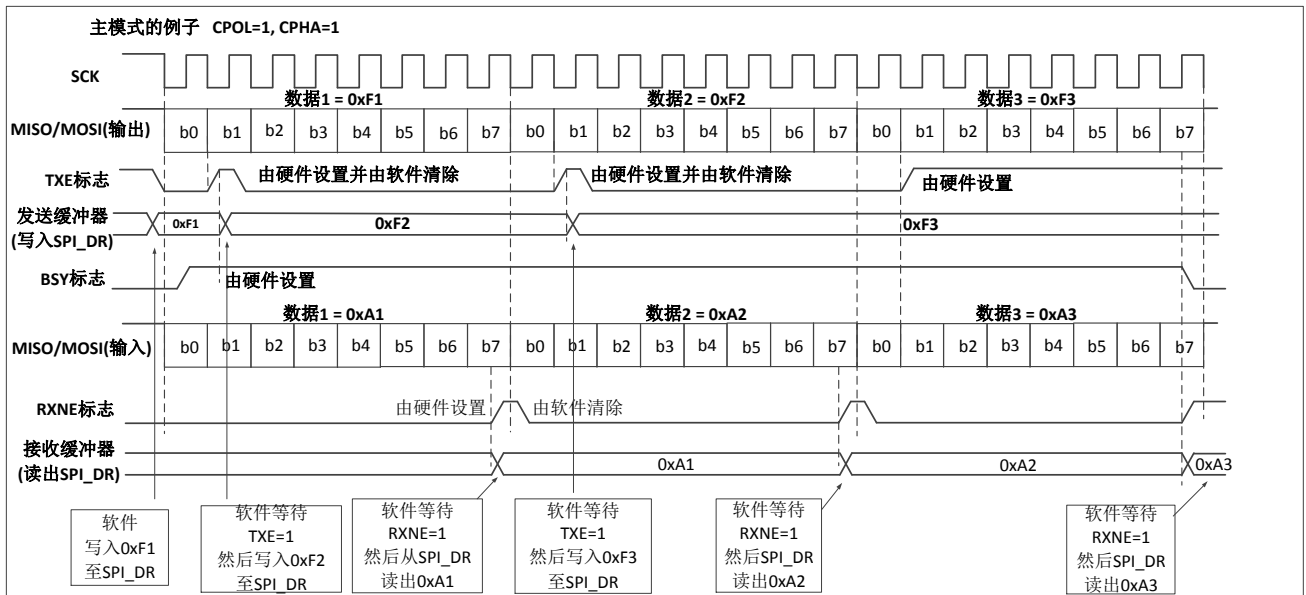 主模式的例子 CPOL=1, CPHA=1
SCK
数据1 = 0xF1 数据2 = 0xF2 数据3 = 0xF3
MISO/MOSI(输出) b0 b1 b2 b3 b4 b5 b6 b7 b0 b1 b2 b3 b4 b5 b6 b7 b0 b1 b2 b3 b4 b5 b6 b7
TXE标志 由硬件设置并由软件清除 由硬件设置并由软件清除 由硬件设置
发送缓冲器
(写入SPI_DR) 0xF1 0xF2 0xF3
BSY标志 由硬件设置
数据1 = 0xA1 数据2 = 0xA2 数据3 = 0xA3
MISO/MOSI(输入) b0 b1 b2 b3 b4 b5 b6 b7 b0 b1 b2 b3 b4 b5 b6 b7 b0 b1 b2 b3 b4 b5 b6 b7
RXNE标志 由硬件设置 由软件清除
接收缓冲器
(读出SPI_DR) 0xA1 0xA2 0xA3
软件
写入0xF1
至SPI_DR
软件等待
TXE=1
然后写入0xF2
至SPI_DR
软件等待
RXNE=1
然后从SPI_DR
读出0xA1
软件等待
TXE=1
然后写入0xF3
至SPI_DR
软件等待
RXNE=1
然后SPI_DR
读出0xA2
软件等待
RXNE=1
然后SPI_DR
读出0xA3